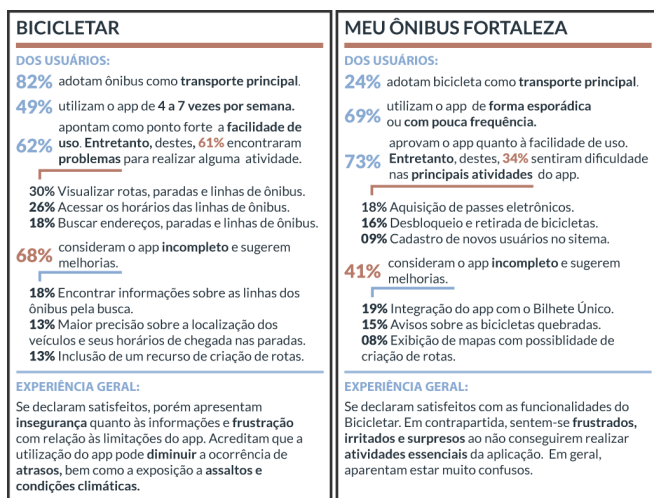 BICICLETAR
DOS USUÁRIOS:
82% adotam ônibus como transporte principal.
49% utilizam o app de 4 a 7 vezes por semana.
62% apontam como ponto forte a facilidade de
uso. Entretanto, destes, 61% encontraram
problemas para realizar alguma atividade.
30% Visualizar rotas, paradas e linhas de ônibus.
26% Acessar os horários das linhas de ônibus.
18% Buscar endereços, paradas e linhas de ônibus.
68% consideram o app incompleto e sugerem
melhorias.
18% Encontrar informações sobre as linhas dos
ônibus pela busca.
13% Maior precisão sobre a localização dos
veículos e seus horários de chegada nas paradas.
13% Inclusão de um recurso de criação de rotas.
EXPERIÊNCIA GERAL:
Se declaram satisfeitos, porém apresentam
insegurança quanto às informações e frustração
com relação às limitações do app. Acreditam que a
utilização do app pode diminuir a ocorrência de
atrasos, bem como a exposição a assaltos e
condições climáticas.
MEU ÔNIBUS FORTALEZA
DOS USUÁRIOS:
24% adotam bicicleta como transporte principal.
69% utilizam o app de forma esporádica
ou com pouca frequência.
73% aprovam o app quanto à facilidade de uso.
Entretanto, destes, 34% sentiram dificuldade
nas principais atividades do app.
18% Aquisição de passes eletrônicos.
16% Desbloqueio e retirada de bicicletas.
09% Cadastro de novos usuários no sitema.
41% consideram o app incompleto e sugerem
melhorias.
19% Integração do app com o Bilhete Único.
15% Avisos sobre as bicicletas quebradas.
08% Exibição de mapas com possiblidade de
criação de rotas.
EXPERIÊNCIA GERAL:
Se declaram satisfeitos com as funcionalidades do
Bicicletar. Em contrapartida, sentem-se frustrados,
irritados e surpresos ao não conseguirem realizar
atividades essenciais da aplicação. Em geral,
aparentam estar muito confusos.